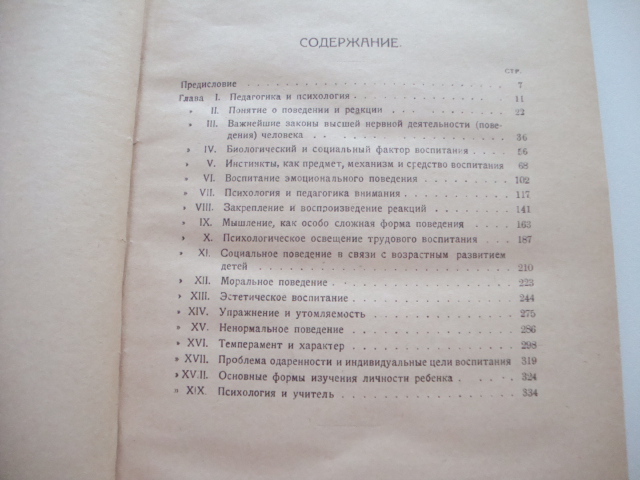 СОДЕРЖАНИЕ.
СТР.
Предисловие . . . . . . . . . . . . . . . . . . . . 7
Глава I. Педагогика и психология . . . . . . . . . . 11
» II. Понятие о поведении и реакции . . . . . . . . 22
» III. Важнейшие законы высшей нервной деятельности (пове-
дения) человека . . . . . . . . . . . . . 36
» IV. Биологический и социальный фактор воспитания . . . . 56
» V. Инстинкты, как предмет, механизм и средство воспитания 68
» VI. Воспитание эмоционального поведения . . . . . . . 102
» VII. Психология и педагогика внимания . . . . . . . . 117
» VIII. Закрепление и воспроизведение реакций . . . . . . 141
» IX. Мышление, как особо сложная форма поведения . . . . 163
» X. Психологическое освещение трудового воспитания . . . 187
» XI. Социальное поведение в связи с возрастным развитием
детей . . . . . . . . . . . . . . . . 210
» XII. Моральное поведение . . . . . . . . . . . . 223
» XIII. Эстетическое воспитание . . . . . . . . . . . 244
» XIV. Упражнение и утомляемость . . . . . . . . . . 275
» XV. Ненормальное поведение . . . . . . . . . . . 286
» XVI. Темперамент и характер . . . . . . . . . . . 298
» XVII. Проблема одаренности и индивидуальные цели воспитания 319
» XVIII. Основные формы изучения личности ребенка . . . . 324
» XIX. Психология и учитель . . . . . . . . . . . . 334